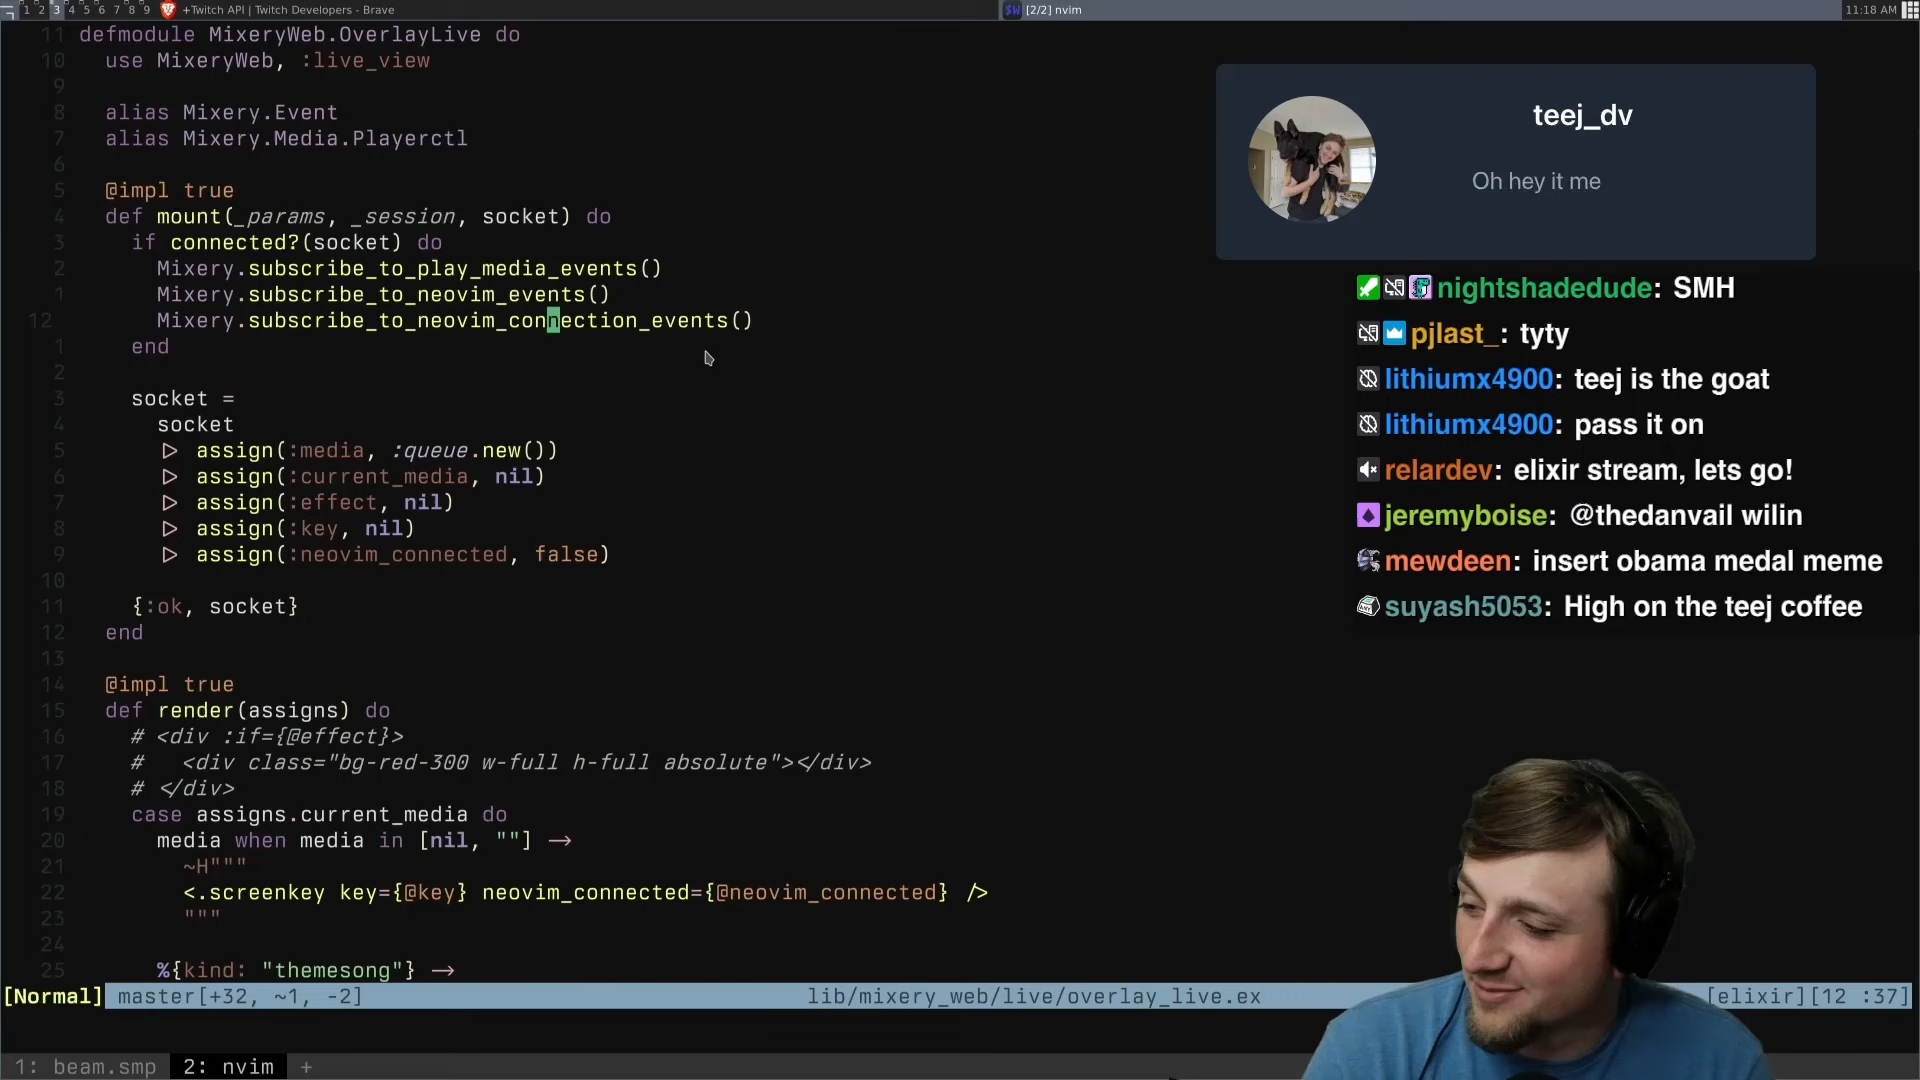 1 2 3 4 5 6 7 8 9 +Twitch API | Twitch Developers - Brave [2/2] nvim 11:18 AM
11 defmodule MixeryWeb.OverlayLive do
10 use MixeryWeb, :live_view
9
8 alias Mixery.Event
7 alias Mixery.Media.Playerctl
6
5 @impl true
4 def mount(_params, _session, socket) do
3 if connected?(socket) do
2 Mixery.subscribe_to_play_media_events()
1 Mixery.subscribe_to_neovim_events()
12 Mixery.subscribe_to_neovim_connection_events()
1 end
2
3 socket =
4 socket
5 ▷ assign(:media, :queue.new())
6 ▷ assign(:current_media, nil)
7 ▷ assign(:effect, nil)
8 ▷ assign(:key, nil)
9 ▷ assign(:neovim_connected, false)
10
11 {:ok, socket}
12 end
13
14 @impl true
15 def render(assigns) do
16 # <div :if={@effect}>
17 # <div class="bg-red-300 w-full h-full absolute"></div>
18 # </div>
19 case assigns.current_media do
20 media when media in [nil, ""] ->
21 ~H"""
22 <.screenkey key={@key} neovim_connected={@neovim_connected} />
23 """
24
25 %{kind: "themesong"} ->
[Normal] master[+32, ~1, -2] lib/mixery_web/live/overlay_live.ex [elixir][12 :37]
1: beam.smp 2: nvim +
teej_dv
Oh hey it me
nightshadedude: SMH
pjlast_: tyty
lithiumx4900: teej is the goat
lithiumx4900: pass it on
relardev: elixir stream, lets go!
jeremyboise: @thedanvail wilin
mewdeen: insert obama medal meme
suyash5053: High on the teej coffee